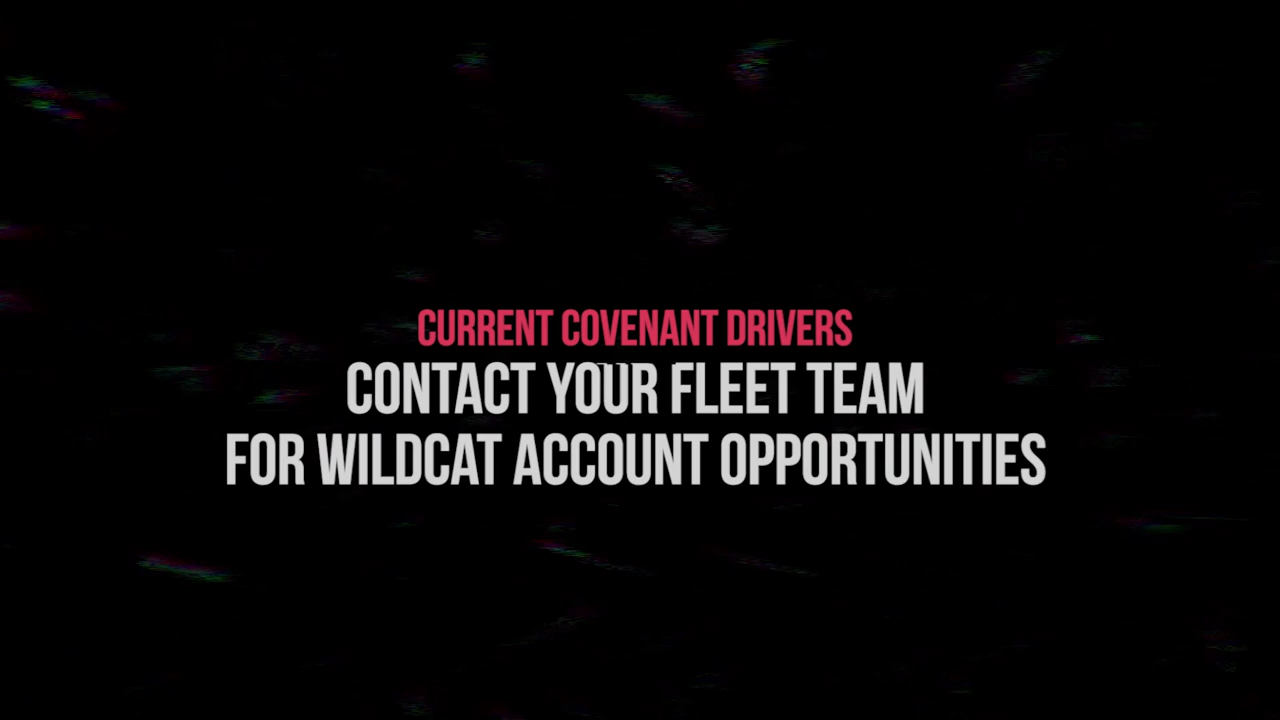 CURRENT COVENANT DRIVERS
CONTACT YOUR FLEET TEAM
FOR WILDCAT ACCOUNT OPPORTUNITIES